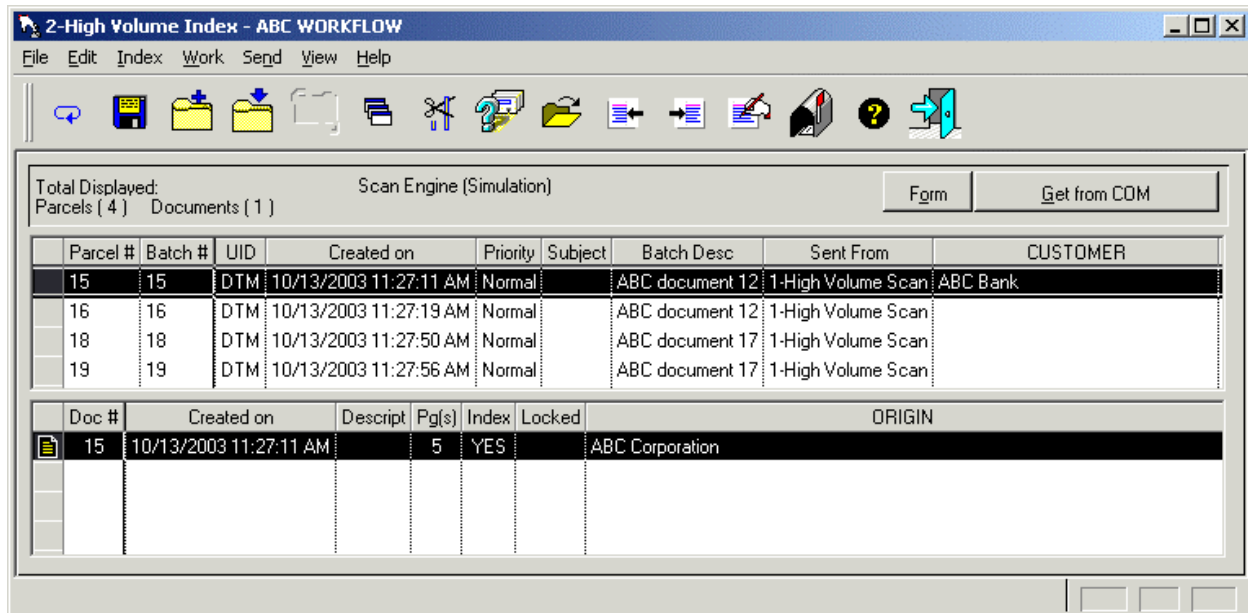 2-High Volume Index - ABC WORKFLOW
File Edit Index Work Send View Help
Total Displayed: Scan Engine (Simulation)
Parcels ( 4 ) Documents ( 1 ) Form Get from COM
Parcel # Batch # UID Created on Priority Subject Batch Desc Sent From CUSTOMER
15 15 DTM 10/13/2003 11:27:11 AM Normal ABC document 12 1-High Volume Scan ABC Bank
16 16 DTM 10/13/2003 11:27:19 AM Normal ABC document 12 1-High Volume Scan
18 18 DTM 10/13/2003 11:27:50 AM Normal ABC document 17 1-High Volume Scan
19 19 DTM 10/13/2003 11:27:56 AM Normal ABC document 17 1-High Volume Scan
Doc # Created on Descript Pg(s) Index Locked ORIGIN
15 10/13/2003 11:27:11 AM 5 YES ABC Corporation